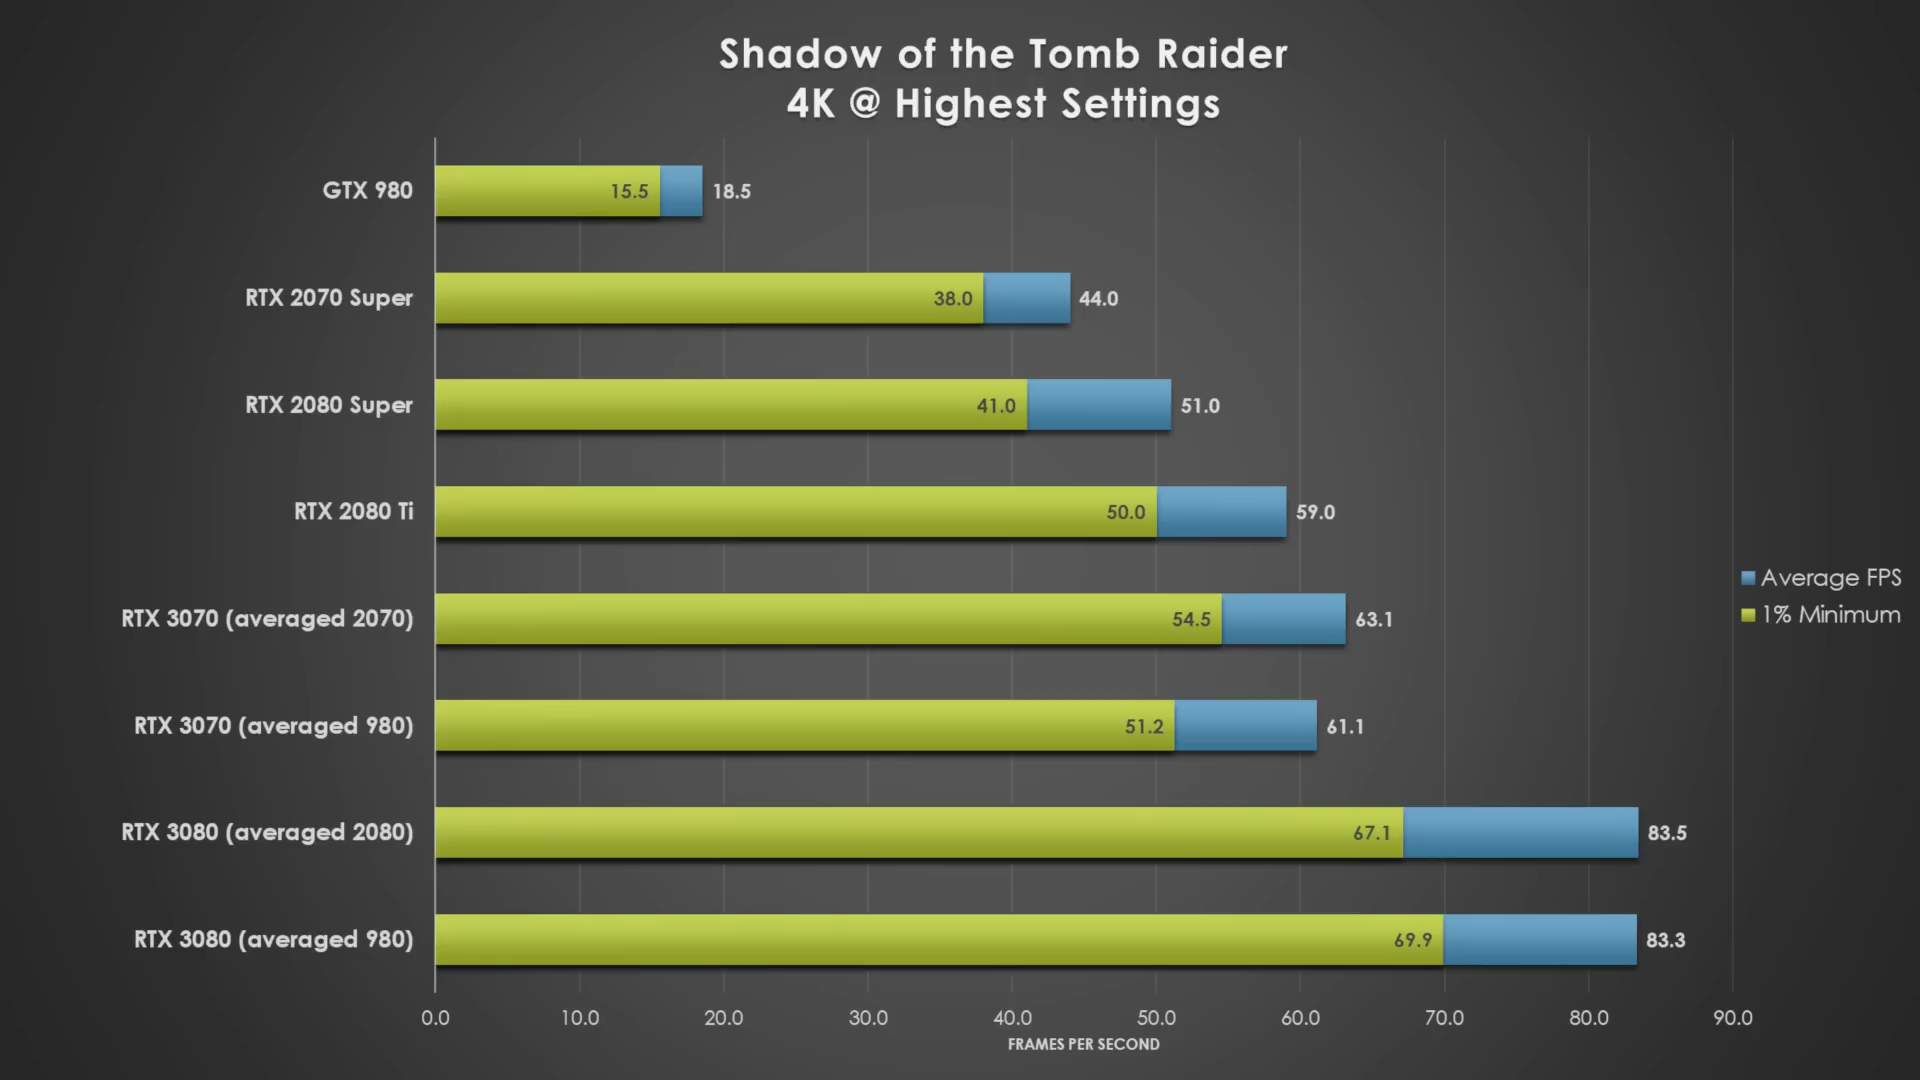 Shadow of the Tomb Raider
4K @ Highest Settings
GTX 980
15.5
18.5
RTX 2070 Super
38.0
44.0
RTX 2080 Super
41.0
51.0
RTX 2080 Ti
50.0
59.0
RTX 3070 (averaged 2070)
54.5
63.1
RTX 3070 (averaged 980)
51.2
61.1
RTX 3080 (averaged 2080)
67.1
83.5
RTX 3080 (averaged 980)
69.9
83.3
Average FPS
1% Minimum
0.0 10.0 20.0 30.0 40.0 50.0 60.0 70.0 80.0 90.0
FRAMES PER SECOND